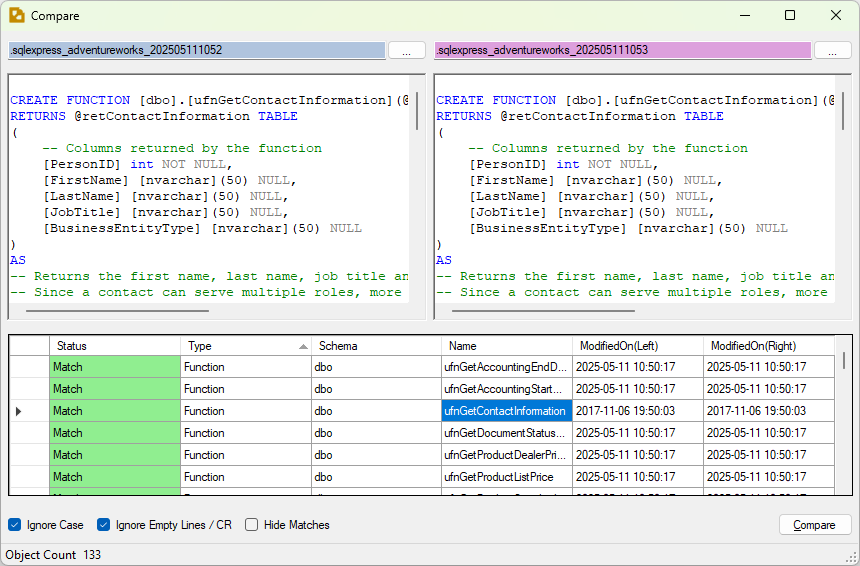 Compare
.sqlexpress_adventureworks_202505111052 ... .sqlexpress_adventureworks_202505111053 ...
CREATE FUNCTION [dbo].[ufnGetContactInformation](@
RETURNS @retContactInformation TABLE
(
-- Columns returned by the function
[PersonID] int NOT NULL,
[FirstName] [nvarchar](50) NULL,
[LastName] [nvarchar](50) NULL,
[JobTitle] [nvarchar](50) NULL,
[BusinessEntityType] [nvarchar](50) NULL
)
AS
-- Returns the first name, last name, job title an
-- Since a contact can serve multiple roles, more
CREATE FUNCTION [dbo].[ufnGetContactInformation](@
RETURNS @retContactInformation TABLE
(
-- Columns returned by the function
[PersonID] int NOT NULL,
[FirstName] [nvarchar](50) NULL,
[LastName] [nvarchar](50) NULL,
[JobTitle] [nvarchar](50) NULL,
[BusinessEntityType] [nvarchar](50) NULL
)
AS
-- Returns the first name, last name, job title an
-- Since a contact can serve multiple roles, more
Status Type Schema Name ModifiedOn(Left) ModifiedOn(Right)
Match Function dbo ufnGetAccountingEndD... 2025-05-11 10:50:17 2025-05-11 10:50:17
Match Function dbo ufnGetAccountingStart... 2025-05-11 10:50:17 2025-05-11 10:50:17
Match Function dbo ufnGetContactInformation 2017-11-06 19:50:03 2017-11-06 19:50:03
Match Function dbo ufnGetDocumentStatus... 2025-05-11 10:50:17 2025-05-11 10:50:17
Match Function dbo ufnGetProductDealerPri... 2025-05-11 10:50:17 2025-05-11 10:50:17
Match Function dbo ufnGetProductListPrice 2025-05-11 10:50:17 2025-05-11 10:50:17
Ignore Case Ignore Empty Lines / CR Hide Matches Compare
Object Count 133